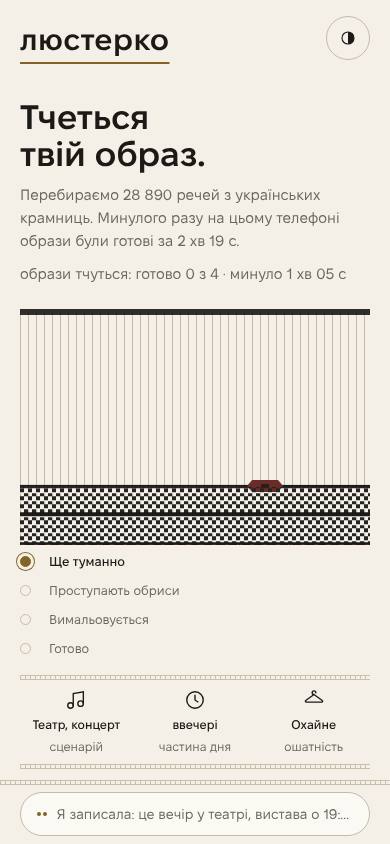 люстерко
Тчеться
твій образ.
Перебираємо 28 890 речей з українських
крамниць. Минулого разу на цьому телефоні
образи були готові за 2 хв 19 с.
образи тчуться: готово 0 з 4 · минуло 1 хв 05 с
Ще туманно
Проступають обриси
Вимальовується
Готово
Театр, концерт
ввечері
Охайне
сценарій
частина дня
ошатність
Я записала: це вечір у театрі, вистава о 19:...